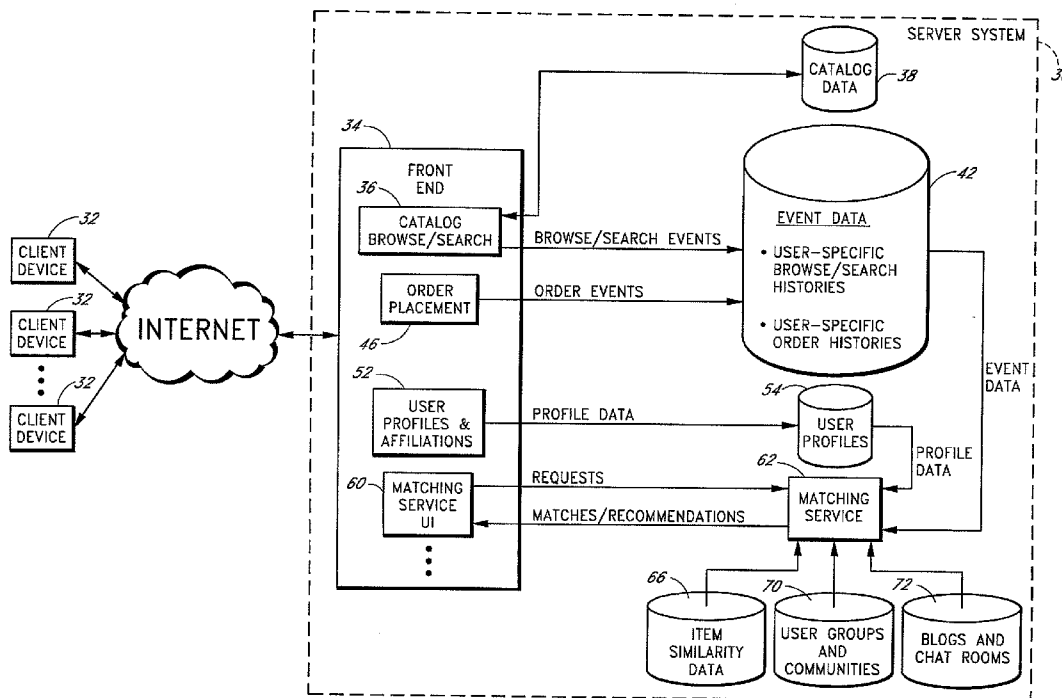 SERVER SYSTEM
CATALOG
DATA
38
34
FRONT
END
36
CATALOG
BROWSE/SEARCH
BROWSE/SEARCH EVENTS
42
EVENT DATA
• USER-SPECIFIC
BROWSE/SEARCH
HISTORIES
• USER-SPECIFIC
ORDER HISTORIES
32
CLIENT
DEVICE
32
CLIENT
DEVICE
32
CLIENT
DEVICE
INTERNET
ORDER
PLACEMENT
46
ORDER EVENTS
EVENT
DATA
52
USER
PROFILES &
AFFILIATIONS
PROFILE DATA
54
USER
PROFILES
PROFILE
DATA
60
MATCHING
SERVICE
UI
REQUESTS
MATCHES/RECOMMENDATIONS
62
MATCHING
SERVICE
66
ITEM
SIMILARITY
DATA
70
USER GROUPS
AND
COMMUNITIES
72
BLOGS AND
CHAT ROOMS